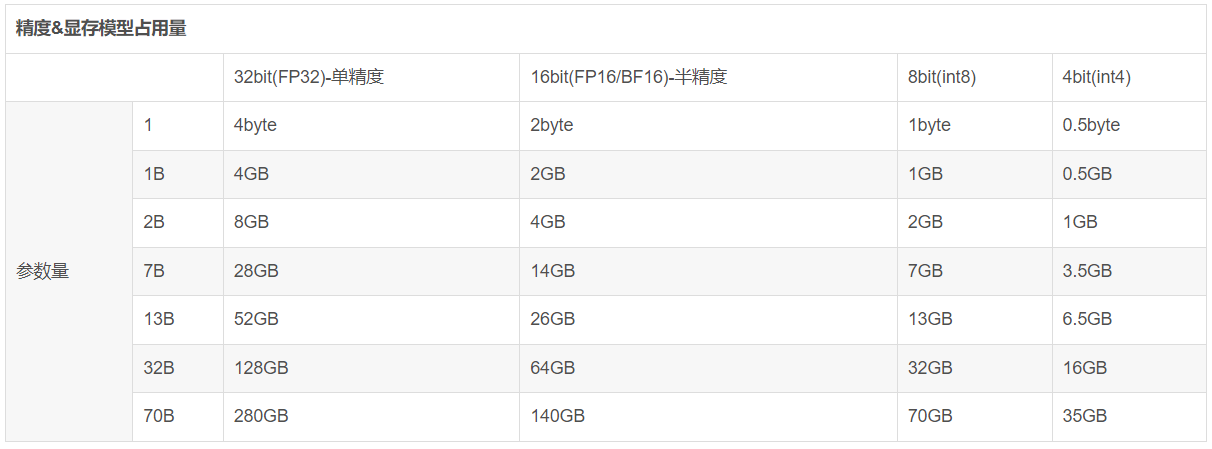 精度&显存模型占用量
32bit(FP32)-单精度 16bit(FP16/BF16)-半精度 8bit(int8) 4bit(int4)
参数量
1 4byte 2byte 1byte 0.5byte
1B 4GB 2GB 1GB 0.5GB
2B 8GB 4GB 2GB 1GB
7B 28GB 14GB 7GB 3.5GB
13B 52GB 26GB 13GB 6.5GB
32B 128GB 64GB 32GB 16GB
70B 280GB 140GB 70GB 35GB